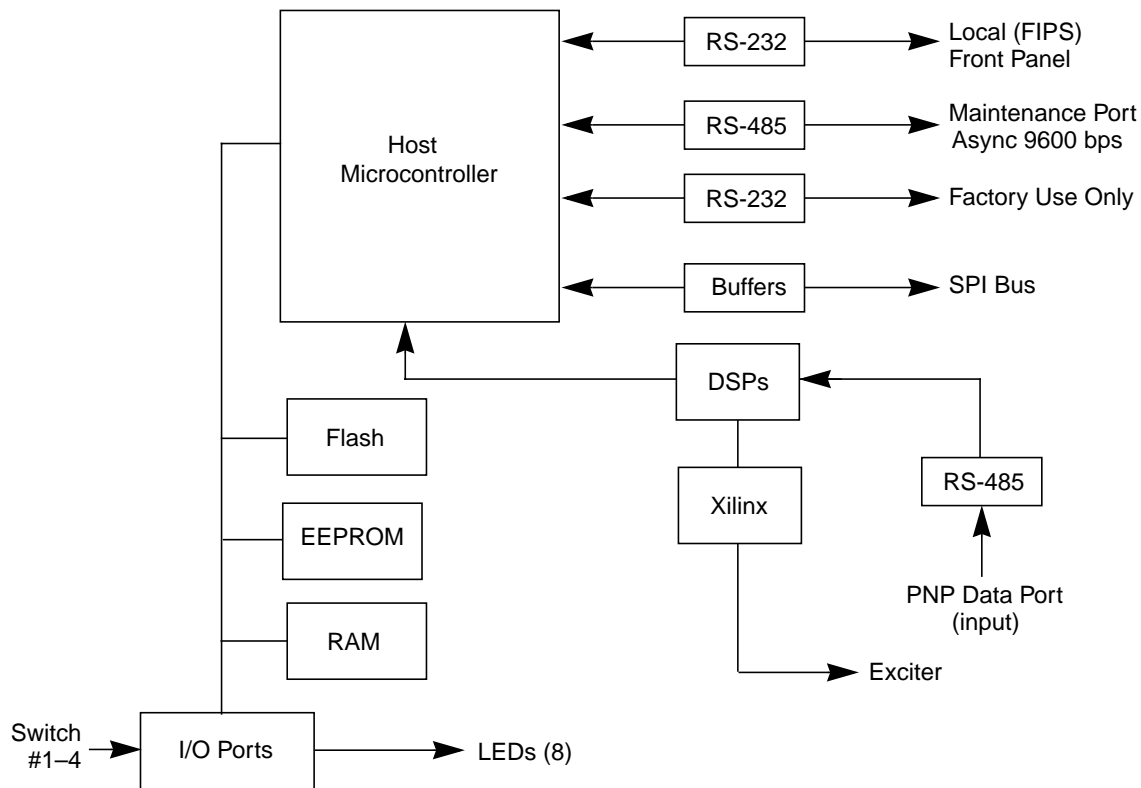 RS-232
Local (FIPS)
Front Panel
Host
Microcontroller
RS-485
Maintenance Port
Async 9600 bps
RS-232
Factory Use Only
Buffers
SPI Bus
DSPs
Flash
Xilinx
RS-485
EEPROM
PNP Data Port
(input)
RAM
Exciter
Switch
#1–4
I/O Ports
LEDs (8)